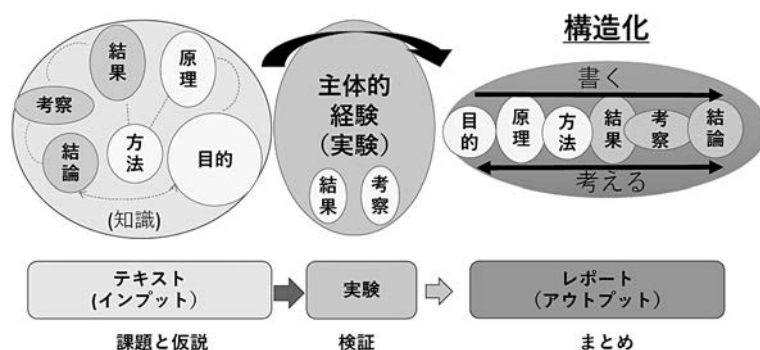 構造化
結果
原理
考察
結論
方法
目的
(知識)
主体的
経験
(実験)
結果
考察
書く
目的
原理
方法
結果
考察
結論
考える
テキスト
(インプット)
実験
レポート
(アウトプット)
課題と仮説
検証
まとめ